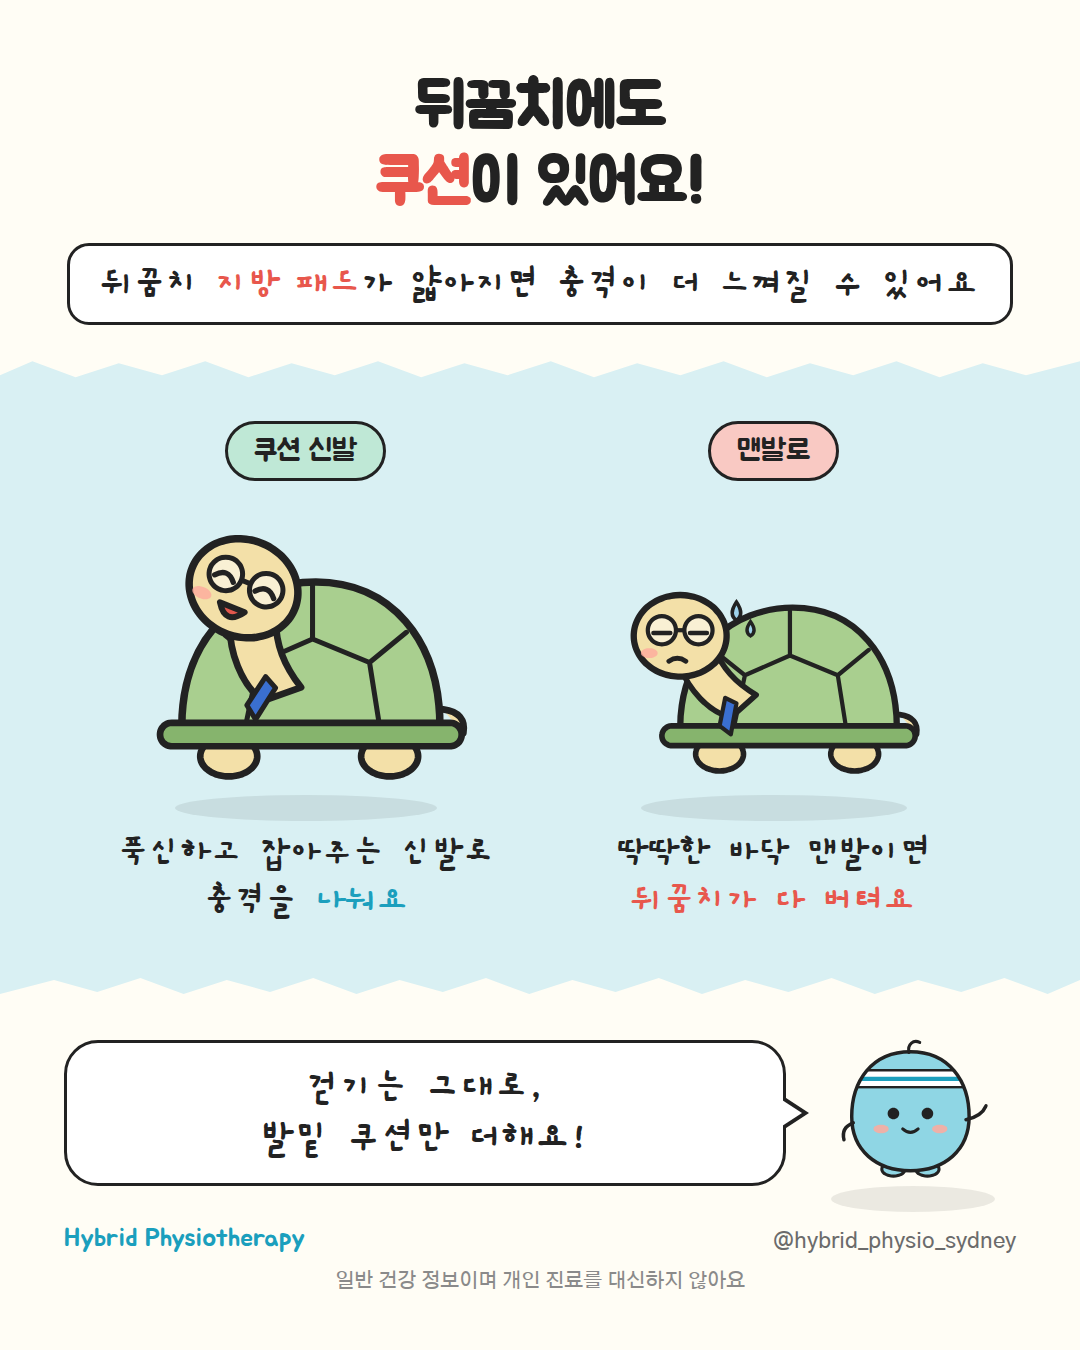 뒤꿈치에도
쿠션이 있어요!
뒤꿈치 지방 패드가 얇아지면 충격이 더 느껴질 수 있어요
쿠션 신발
맨발로
푹신하고 잡아주는 신발로
충격을 나눠요
딱딱한 바닥 맨발이면
뒤꿈치가 다 버텨요
걷기는 그대로,
발밑 쿠션만 더해요!
Hybrid Physiotherapy
@hybrid_physio_sydney
일반 건강 정보이며 개인 진료를 대신하지 않아요